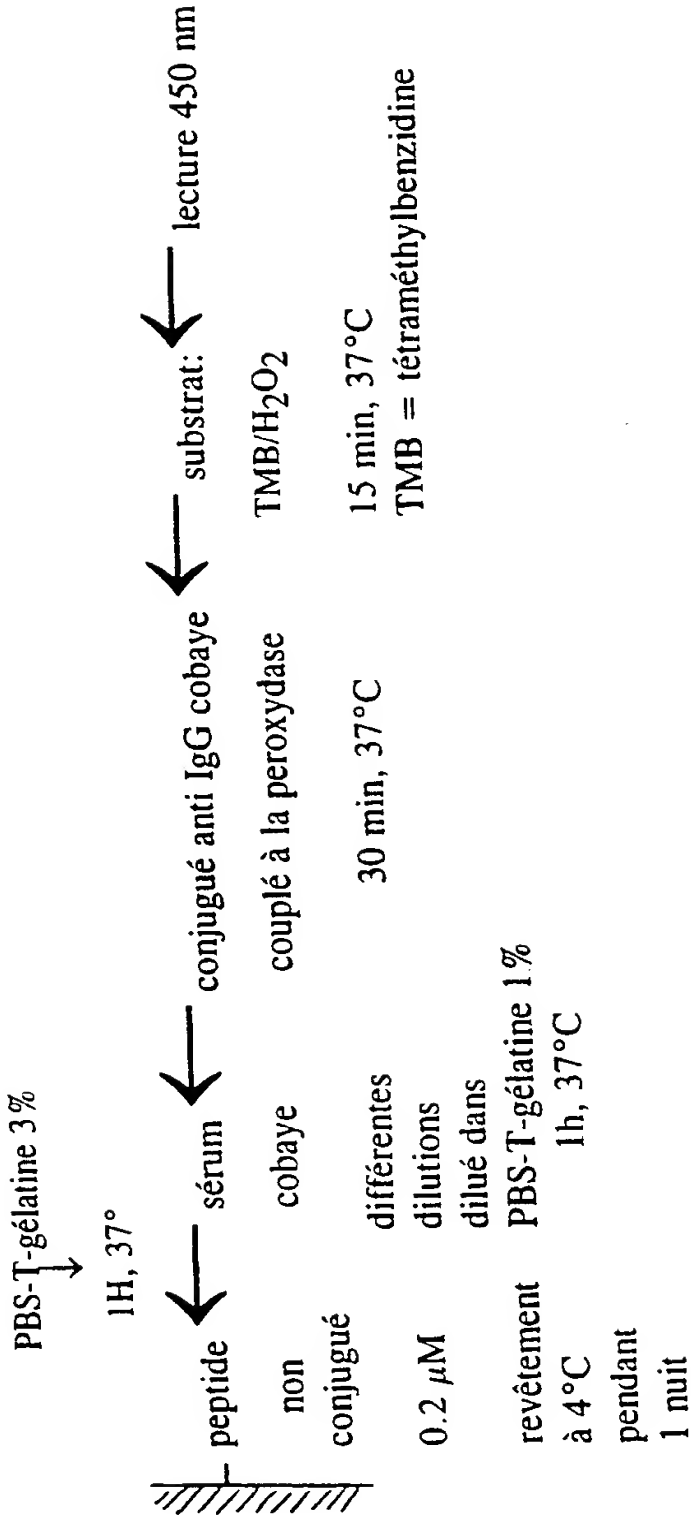 PBS-T-gélatine 3%
1H, 37°
peptide
non
conjugué
0.2 µM
revêtement
à 4°C
pendant
1 nuit
sérum
cobaye
différentes
dilutions
dilué dans
PBS-T-gélatine 1%
1h, 37°C
conjugué anti IgG cobaye
couplé à la peroxydase
30 min, 37°C
substrat:
TMB/H₂O₂
15 min, 37°C
TMB = tétraméthylbenzidine
lecture 450 nm